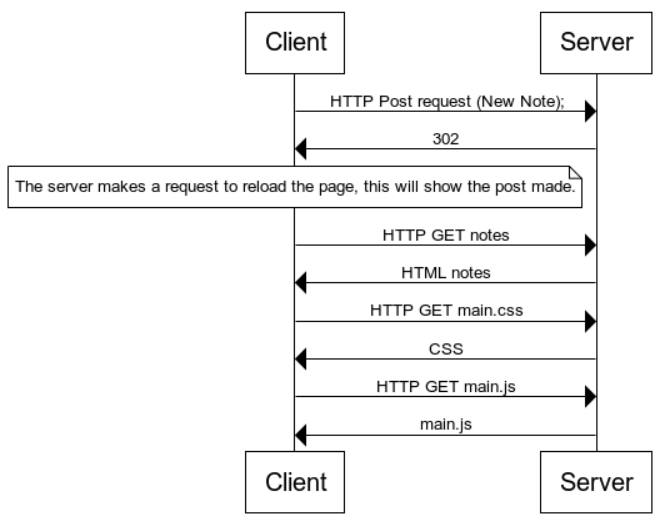 Client Server
HTTP Post request (New Note);
302
The server makes a request to reload the page, this will show the post made.
HTTP GET notes
HTML notes
HTTP GET main.css
CSS
HTTP GET main.js
main.js
Client Server